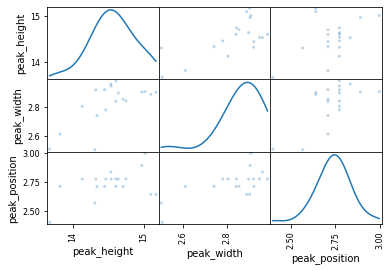 peak_height
15
14
peak_width
2.8
2.6
peak_position
3.00
2.75
2.50
14
15
2.6
2.8
2.50
2.75
3.00
peak_height
peak_width
peak_position